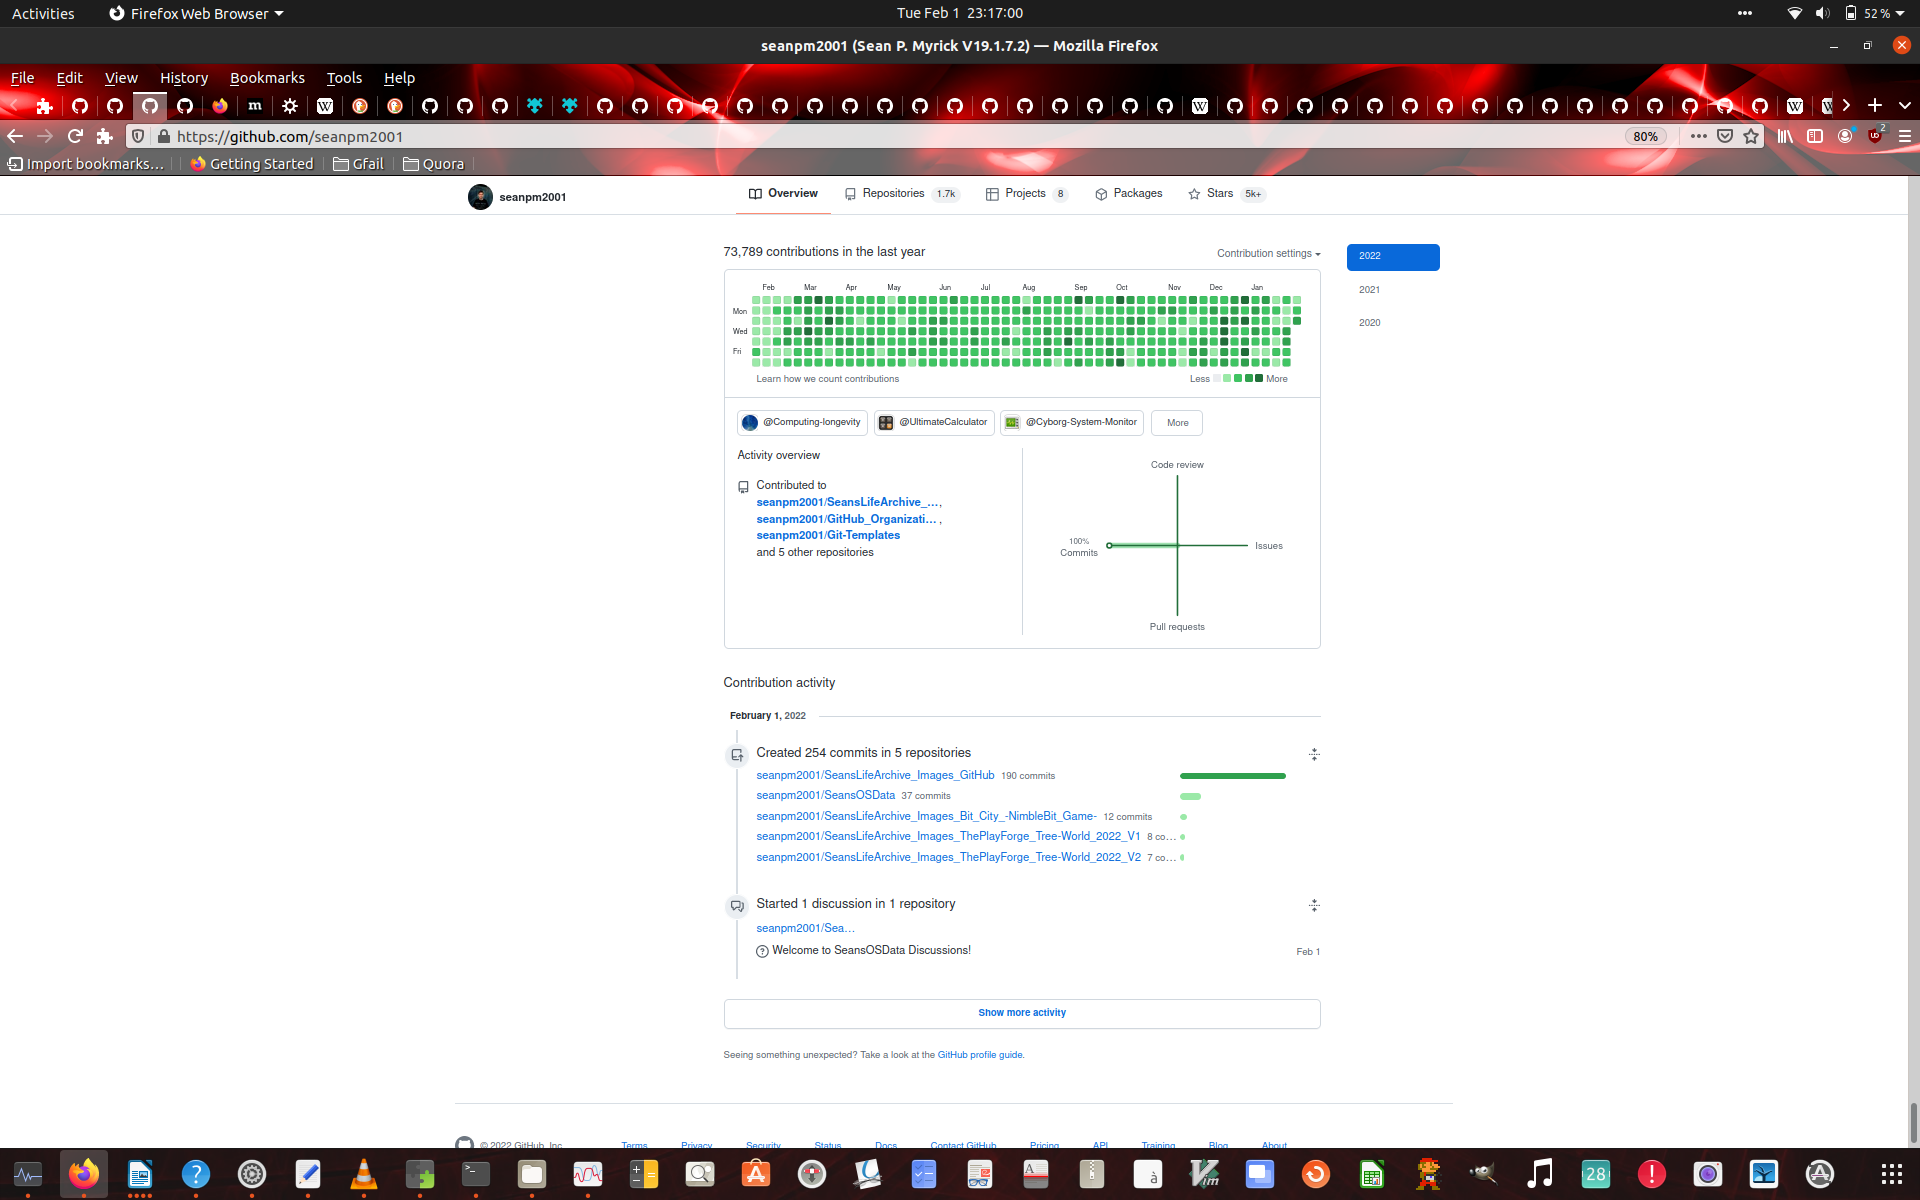 Activities
Firefox Web Browser
Tue Feb 1 23:17:00
52 %
seanpm2001 (Sean P. Myrick V19.1.7.2) — Mozilla Firefox
File Edit View History Bookmarks Tools Help
https://github.com/seanpm2001
80%
2
Import bookmarks… Getting Started Gfail Quora
seanpm2001
Overview Repositories 1.7k Projects 8 Packages Stars 5k+
73,789 contributions in the last year
Contribution settings
2022
2021
2020
Feb Mar Apr May Jun Jul Aug Sep Oct Nov Dec Jan
Mon
Wed
Fri
Learn how we count contributions
Less More
@Computing-longevity @UltimateCalculator @Cyborg-System-Monitor More
Activity overview
Contributed to
seanpm2001/SeansLifeArchive_…,
seanpm2001/GitHub_Organizati… ,
seanpm2001/Git-Templates
and 5 other repositories
Code review
100%
Commits
Issues
Pull requests
Contribution activity
February 1, 2022
Created 254 commits in 5 repositories
seanpm2001/SeansLifeArchive_Images_GitHub 190 commits
seanpm2001/SeansOSData 37 commits
seanpm2001/SeansLifeArchive_Images_Bit_City_-NimbleBit_Game- 12 commits
seanpm2001/SeansLifeArchive_Images_ThePlayForge_Tree-World_2022_V1 8 co…
seanpm2001/SeansLifeArchive_Images_ThePlayForge_Tree-World_2022_V2 7 co…
Started 1 discussion in 1 repository
seanpm2001/Sea…
Welcome to SeansOSData Discussions!
Feb 1
Show more activity
Seeing something unexpected? Take a look at the GitHub profile guide.
© 2022 GitHub, Inc. Terms Privacy Security Status Docs Contact GitHub Pricing API Training Blog About
28